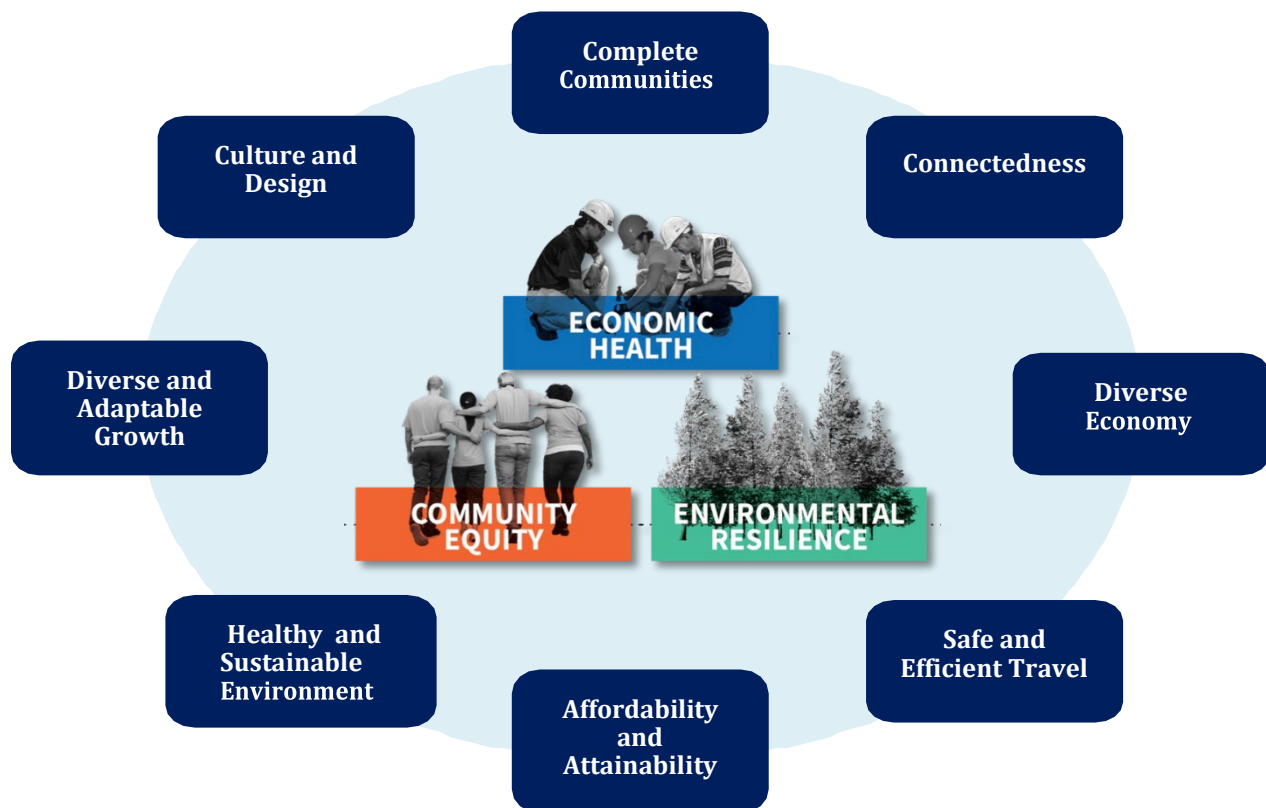 Complete
Communities
Culture and
Design
Connectedness
ECONOMIC
HEALTH
Diverse and
Adaptable
Growth
Diverse
Economy
COMMUNITY
EQUITY
ENVIRONMENTAL
RESILIENCE
Healthy and
Sustainable
Environment
Safe and
Efficient Travel
Affordability
and
Attainability